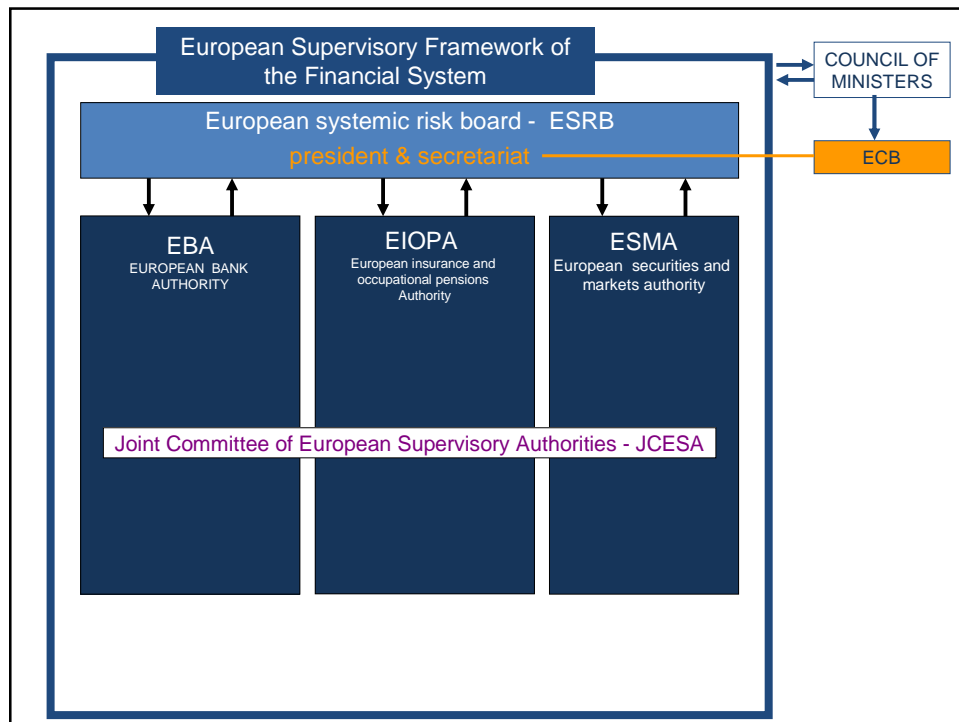 European Supervisory Framework of
the Financial System
COUNCIL OF
MINISTERS
European systemic risk board - ESRB
president & secretariat
ECB
EBA
EUROPEAN BANK
AUTHORITY
EIOPA
European insurance and
occupational pensions
Authority
ESMA
European securities and
markets authority
Joint Committee of European Supervisory Authorities - JCESA